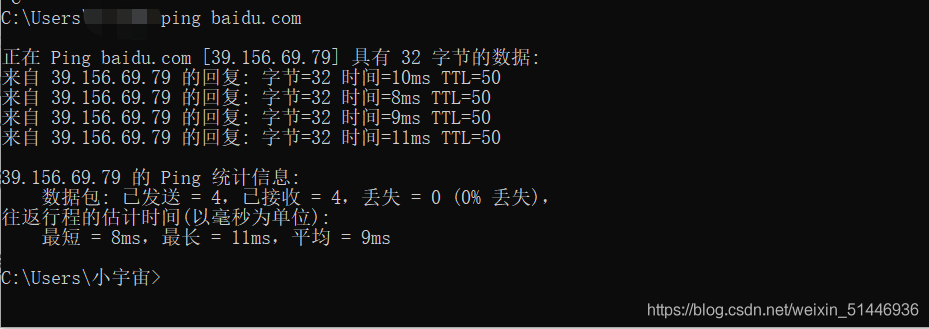 C:\Users\ ping baidu.com
正在 Ping baidu.com [39.156.69.79] 具有 32 字节的数据:
来自 39.156.69.79 的回复: 字节=32 时间=10ms TTL=50
来自 39.156.69.79 的回复: 字节=32 时间=8ms TTL=50
来自 39.156.69.79 的回复: 字节=32 时间=9ms TTL=50
来自 39.156.69.79 的回复: 字节=32 时间=11ms TTL=50
39.156.69.79 的 Ping 统计信息:
数据包: 已发送 = 4，已接收 = 4，丢失 = 0 (0% 丢失)，
往返行程的估计时间(以毫秒为单位):
最短 = 8ms，最长 = 11ms，平均 = 9ms
C:\Users\小宇宙>
https://blog.csdn.net/weixin_51446936